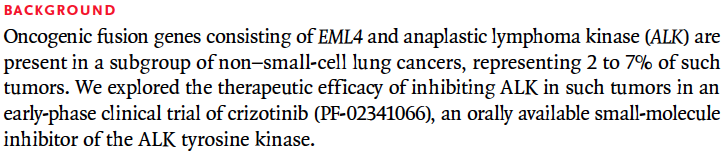 BACKGROUND
Oncogenic fusion genes consisting of EML4 and anaplastic lymphoma kinase (ALK) are
present in a subgroup of non–small-cell lung cancers, representing 2 to 7% of such
tumors. We explored the therapeutic efficacy of inhibiting ALK in such tumors in an
early-phase clinical trial of crizotinib (PF-02341066), an orally available small-molecule
inhibitor of the ALK tyrosine kinase.